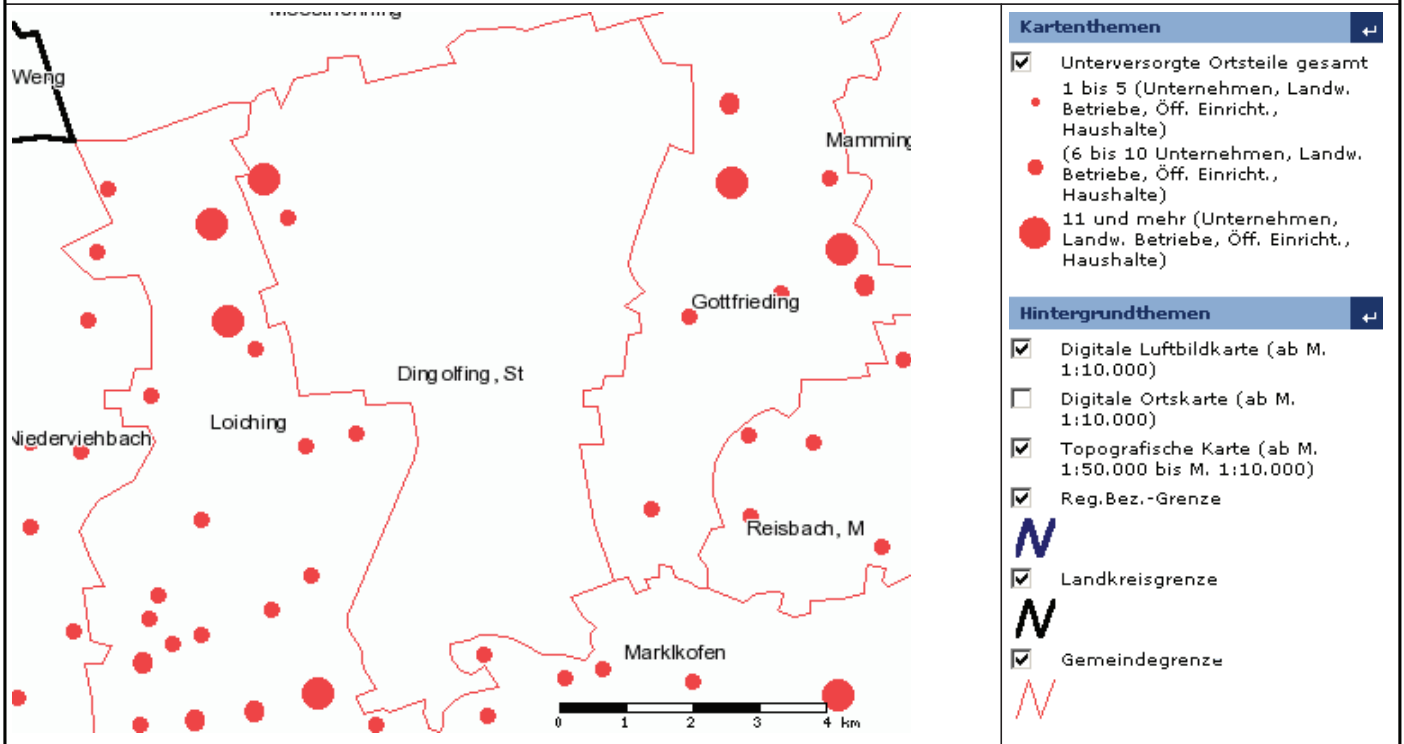 Weng
Mamming
Gottfrieding
Dingolfing, St
Loiching
Niederviehbach
Reisbach, M
Marklkofen
0 1 2 3 4 km
Kartenthemen
Unterversorgte Ortsteile gesamt
1 bis 5 (Unternehmen, Landw.
Betriebe, Öff. Einricht.,
Haushalte)
(6 bis 10 Unternehmen, Landw.
Betriebe, Öff. Einricht.,
Haushalte)
11 und mehr (Unternehmen,
Landw. Betriebe, Öff. Einricht.,
Haushalte)
Hintergrundthemen
Digitale Luftbildkarte (ab M.
1:10.000)
Digitale Ortskarte (ab M.
1:10.000)
Topografische Karte (ab M.
1:50.000 bis M. 1:10.000)
Reg.Bez.-Grenze
Landkreisgrenze
Gemeindegrenze